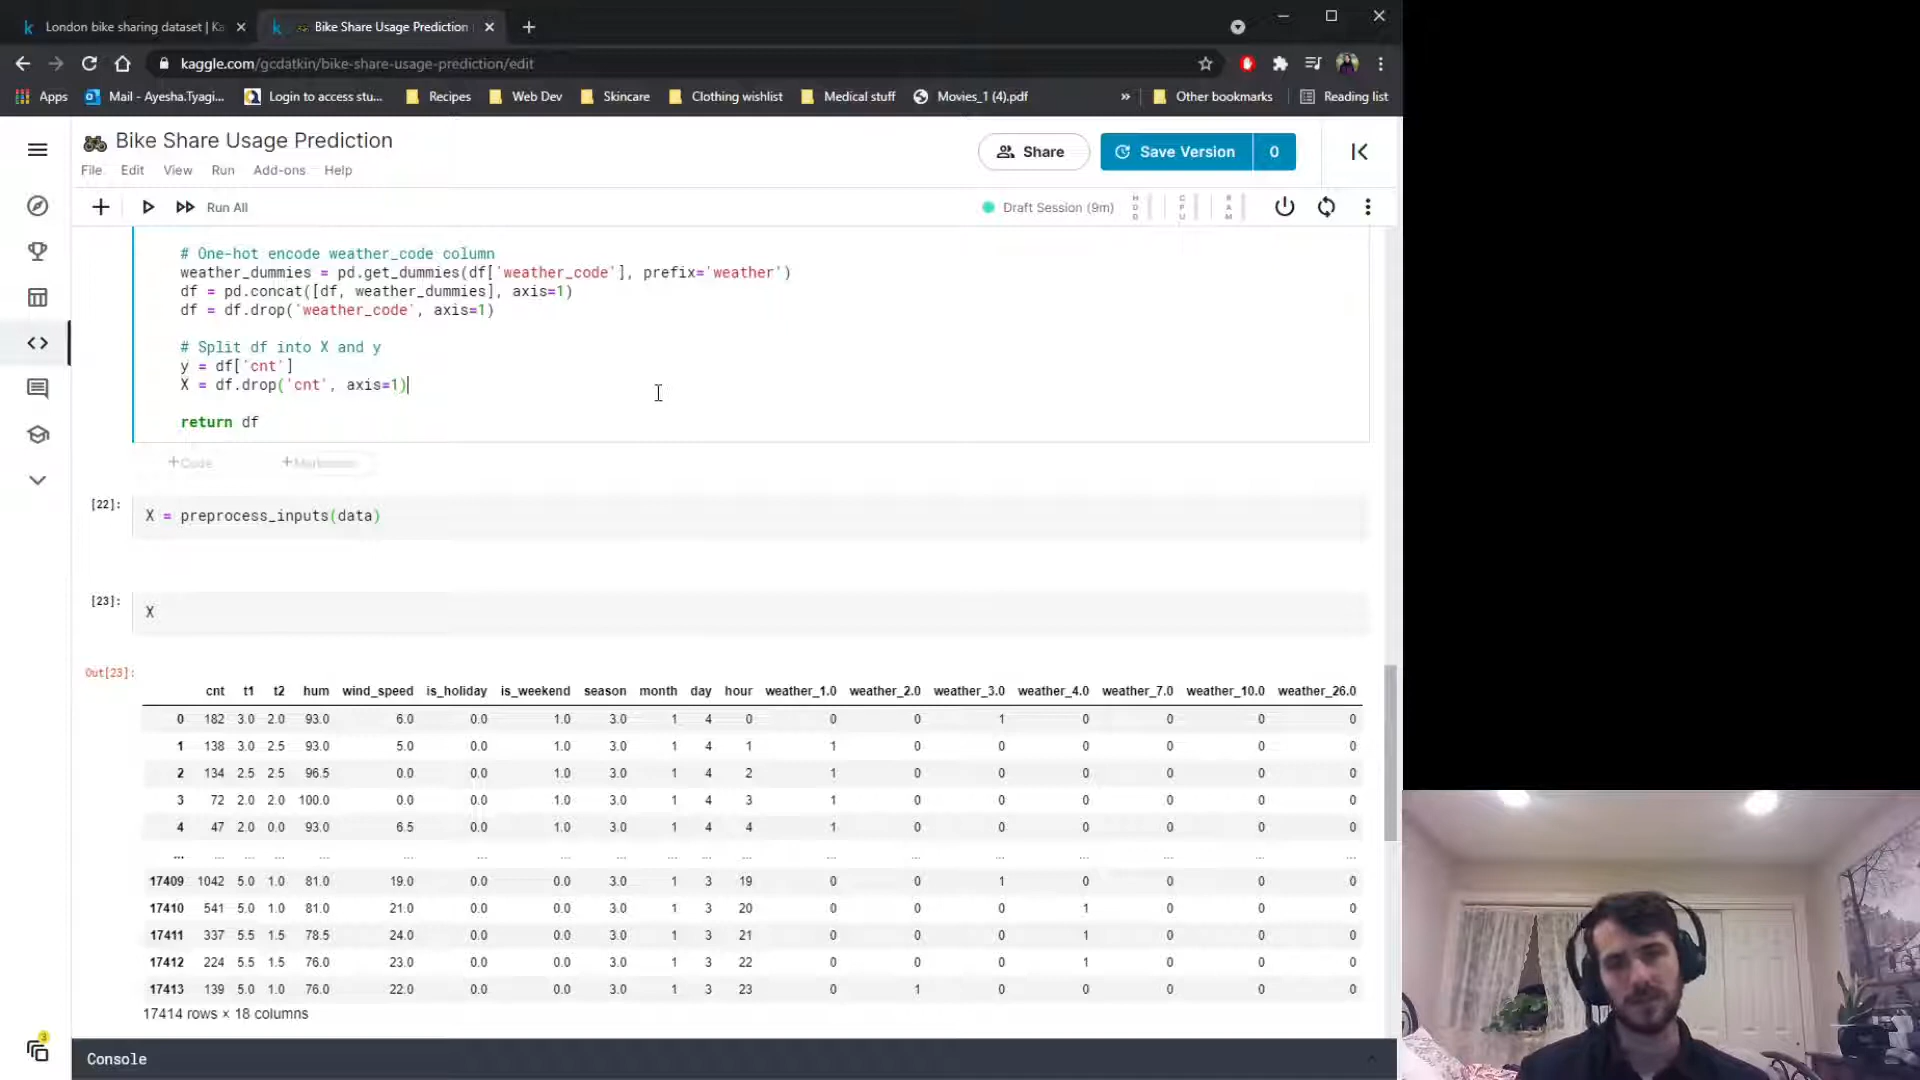 London bike sharing dataset | Ka
Bike Share Usage Prediction
kaggle.com/gcdatkin/bike-share-usage-prediction/edit
Apps
Mail - Ayesha.Tyagi...
Login to access stu...
Recipes
Web Dev
Skincare
Clothing wishlist
Medical stuff
Movies_1 (4).pdf
»
Other bookmarks
Reading list
Bike Share Usage Prediction
Share
Save Version 0
File Edit View Run Add-ons Help
Run All
Draft Session (9m)
HDD
CPU
RAM
# One-hot encode weather_code column
weather_dummies = pd.get_dummies(df['weather_code'], prefix='weather')
df = pd.concat([df, weather_dummies], axis=1)
df = df.drop('weather_code', axis=1)
# Split df into X and y
y = df['cnt']
X = df.drop('cnt', axis=1)
return df
+ Code + Markdown
[22]: X = preprocess_inputs(data)
[23]: X
Out[23]:
cnt t1 t2 hum wind_speed is_holiday is_weekend season month day hour weather_1.0 weather_2.0 weather_3.0 weather_4.0 weather_7.0 weather_10.0 weather_26.0
0 182 3.0 2.0 93.0 6.0 0.0 1.0 3.0 1 4 0 0 0 1 0 0 0 0
1 138 3.0 2.5 93.0 5.0 0.0 1.0 3.0 1 4 1 1 0 0 0 0 0 0
2 134 2.5 2.5 96.5 0.0 0.0 1.0 3.0 1 4 2 1 0 0 0 0 0 0
3 72 2.0 2.0 100.0 0.0 0.0 1.0 3.0 1 4 3 1 0 0 0 0 0 0
4 47 2.0 0.0 93.0 6.5 0.0 1.0 3.0 1 4 4 1 0 0 0 0 0 0
... ... ... ... ... ... ... ... ... ... ... ... ... ... ... ... ... ... ...
17409 1042 5.0 1.0 81.0 19.0 0.0 0.0 3.0 1 3 19 0 0 1 0 0 0 0
17410 541 5.0 1.0 81.0 21.0 0.0 0.0 3.0 1 3 20 0 0 0 1 0 0 0
17411 337 5.5 1.5 78.5 24.0 0.0 0.0 3.0 1 3 21 0 0 0 1 0 0 0
17412 224 5.5 1.5 76.0 23.0 0.0 0.0 3.0 1 3 22 0 0 0 1 0 0 0
17413 139 5.0 1.0 76.0 22.0 0.0 0.0 3.0 1 3 23 0 1 0 0 0 0 0
17414 rows × 18 columns
3
Console